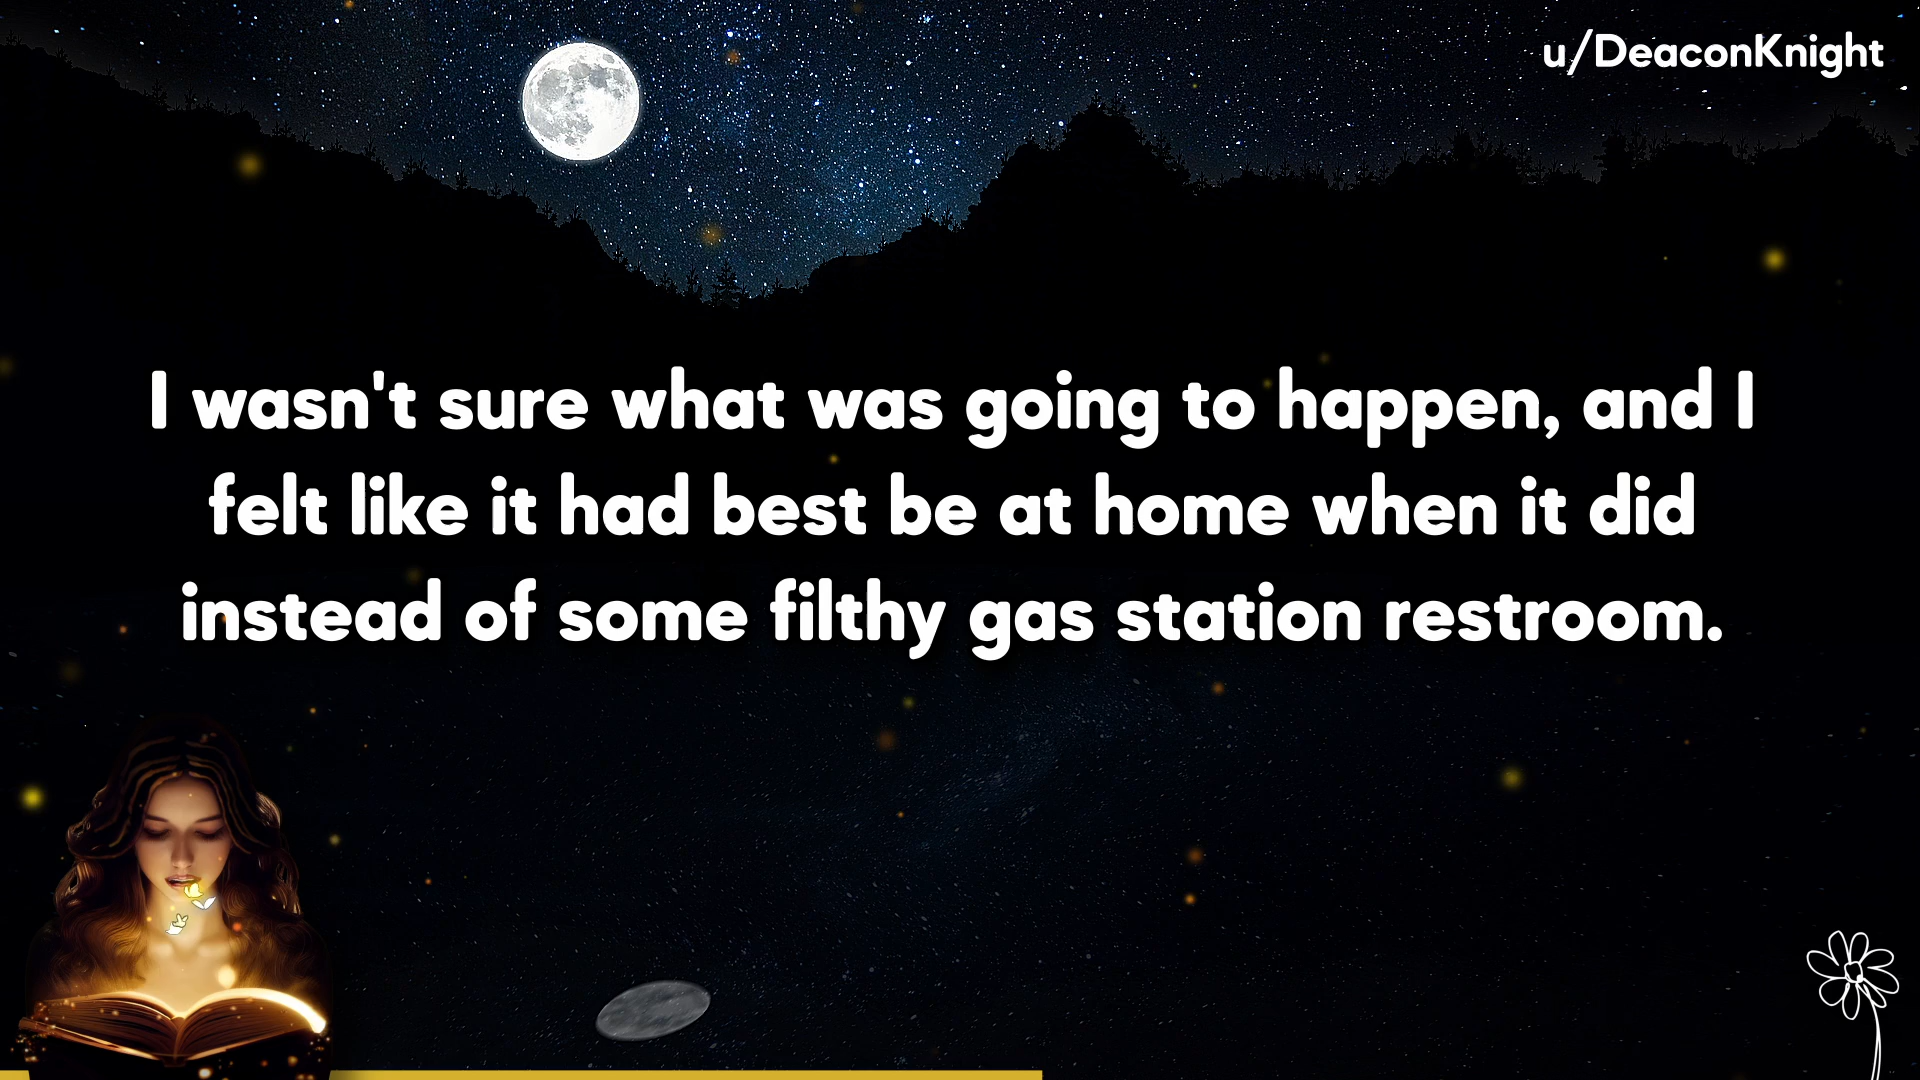 u/DeaconKnight
I wasn't sure what was going to happen, and I
felt like it had best be at home when it did
instead of some filthy gas station restroom.